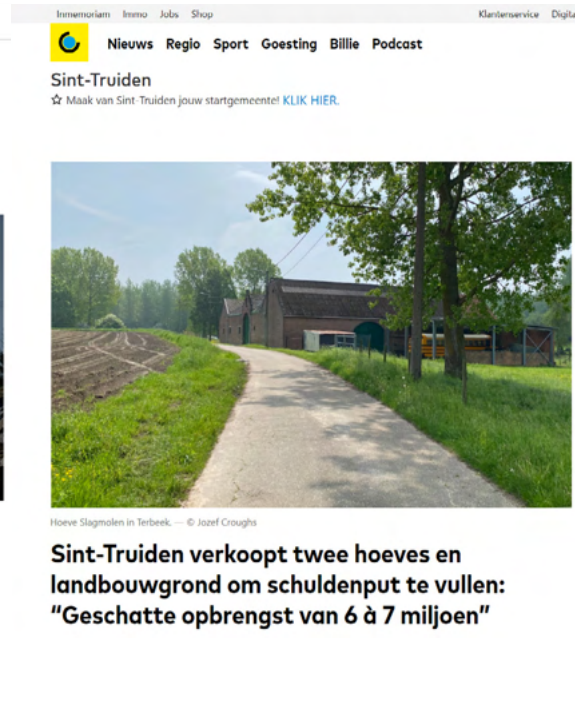 Inmemoriam Immo Jobs Shop Klantenservice Digita
Nieuws Regio Sport Goesting Billie Podcast
Sint-Truiden
☆ Maak van Sint-Truiden jouw startgemeente! KLIK HIER.
Hoeve Slagmolen in Terbeek. — © Jozef Croughs
Sint-Truiden verkoopt twee hoeves en
landbouwgrond om schuldenput te vullen:
“Geschatte opbrengst van 6 à 7 miljoen”